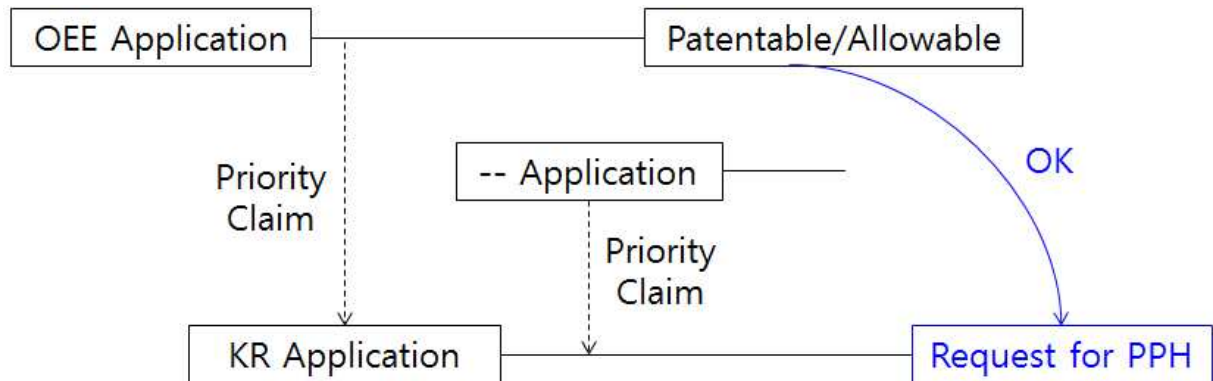 OEE Application
Patentable/Allowable
Priority
Claim
-- Application
OK
Priority
Claim
KR Application
Request for PPH